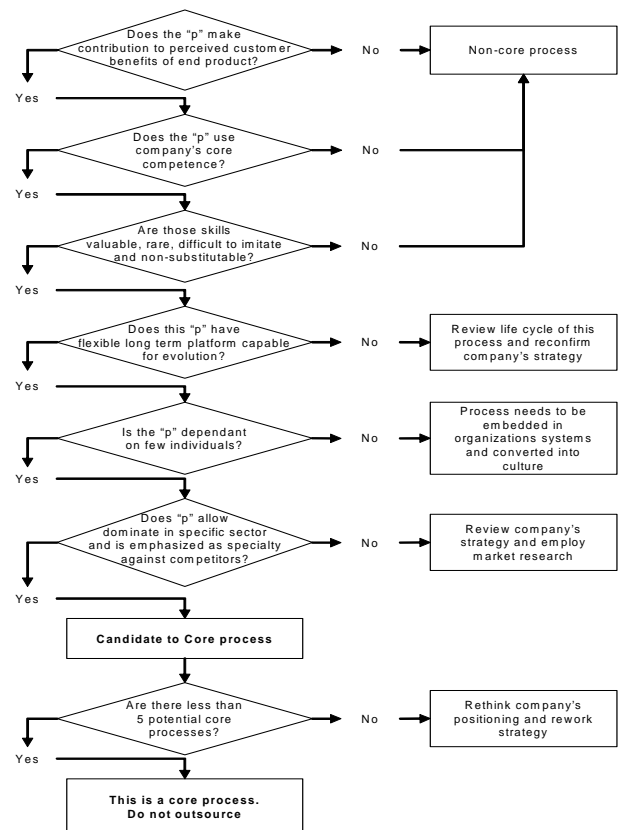 Does the “p” make
contribution to perceived customer
benefits of end product?
No
Non-core process
Yes
Does the “p” use
company’s core
competence?
No
Yes
Are those skills
valuable, rare, difficult to imitate
and non-substitutable?
No
Yes
Does this “p” have
flexible long term platform capable
for evolution?
No
Review life cycle of this
process and reconfirm
company’s strategy
Yes
Is the “p” dependant
on few individuals?
No
Process needs to be
embedded in
organizations systems
and converted into
culture
Yes
Does “p” allow
dominate in specific sector
and is emphasized as specialty
against competitors?
No
Review company’s
strategy and employ
market research
Yes
Candidate to Core process
Are there less than
5 potential core
processes?
No
Rethink company’s
positioning and rework
strategy
Yes
This is a core process.
Do not outsource